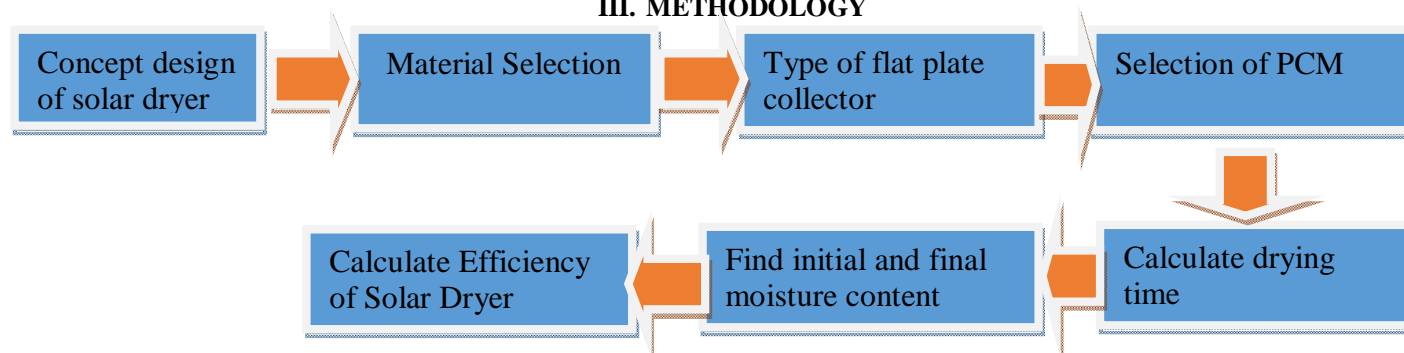 III. METHODOLOGY
Concept design
of solar dryer
Material Selection
Type of flat plate
collector
Selection of PCM
Calculate drying
time
Find initial and final
moisture content
Calculate Efficiency
of Solar Dryer